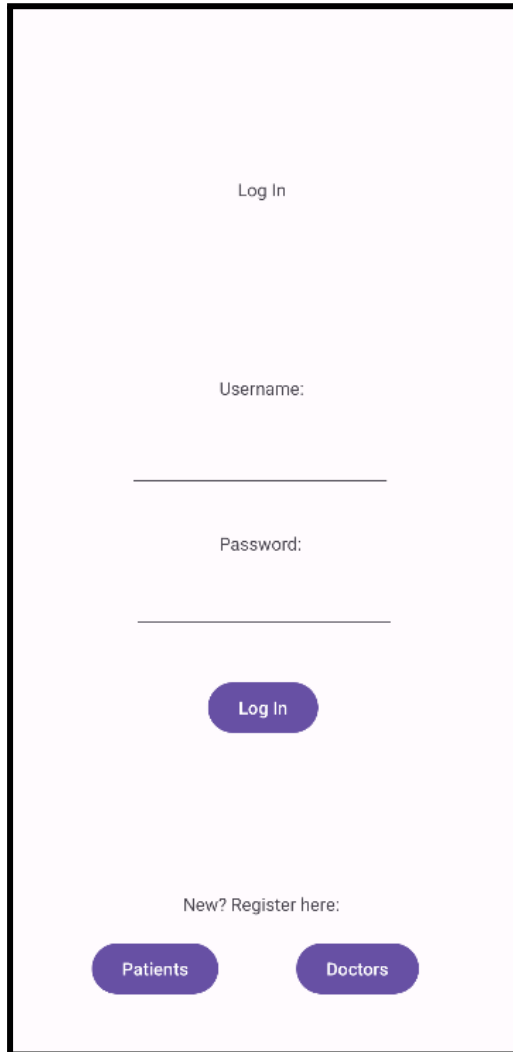 Log In
Username:
Password:
Log In
New? Register here:
Patients Doctors